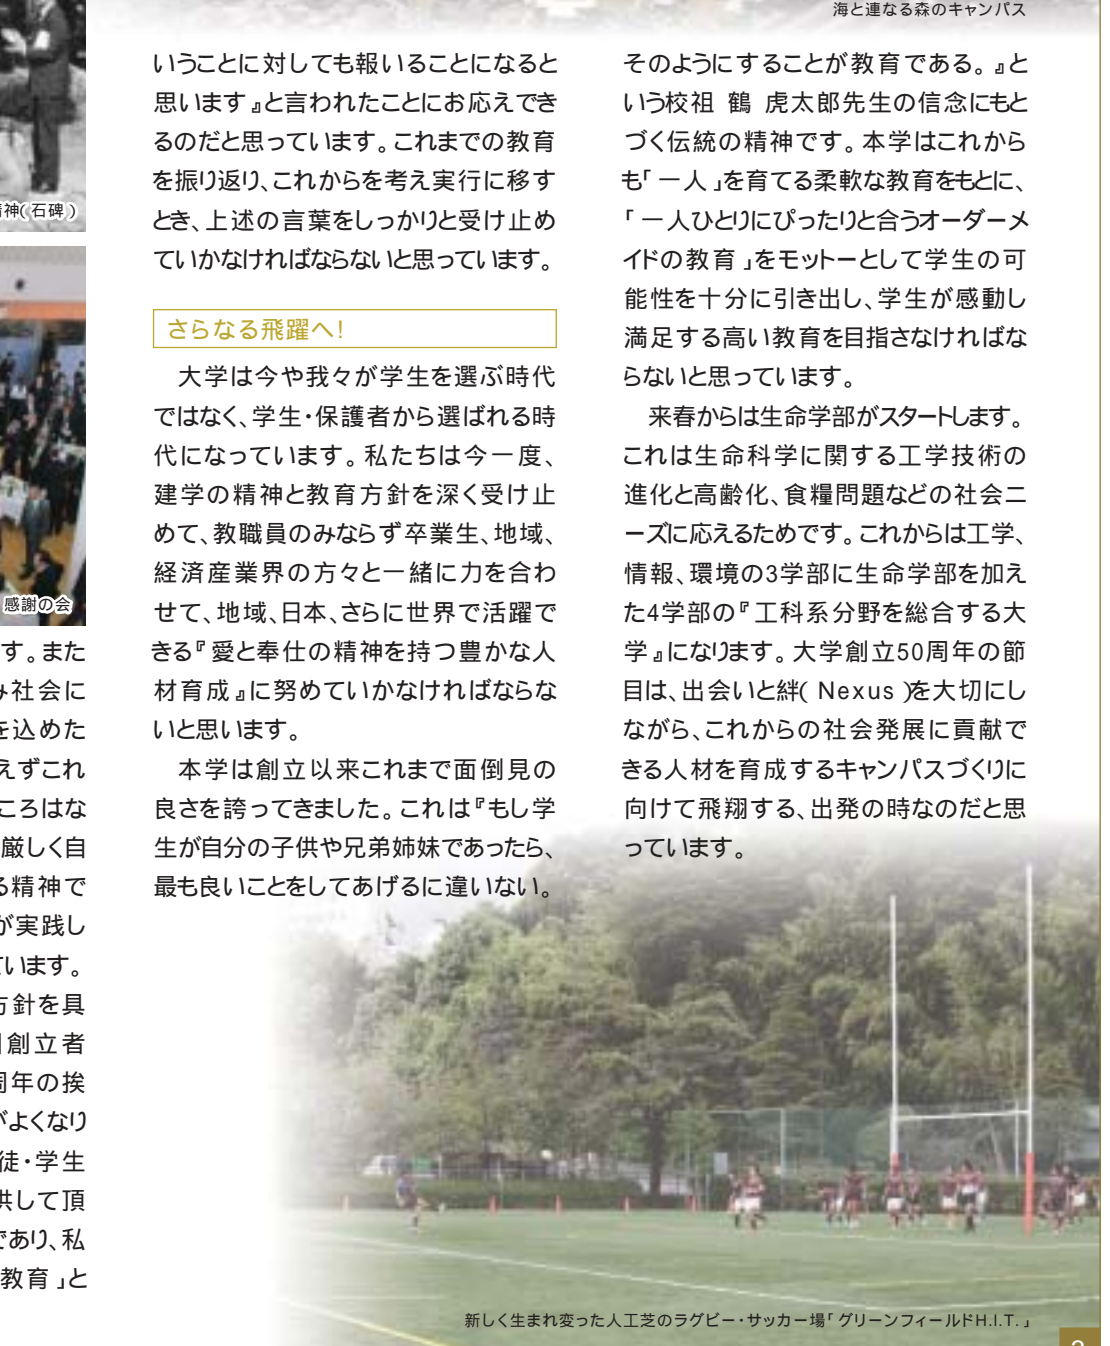 海と連なる森のキャンパス
神(石碑)
感謝の会
す。また
社会に
を込めた
えずこれ
ころはな
厳しく自
る精神で
が実践し
ています。
方針を具
創立者
周年の挨
がよくなり
徒・学生
供して頂
であり、私
教育」と
いうことに対しても報いることになると
思います』と言われたことにお応えでき
るのだと思っています。これまでの教育
を振り返り、これからを考え実行に移す
とき、上述の言葉をしっかりと受け止め
ていかなければならないと思っています。
さらなる飛躍へ!
大学は今や我々が学生を選ぶ時代
ではなく、学生・保護者から選ばれる時
代になっています。私たちは今一度、
建学の精神と教育方針を深く受け止
めて、教職員のみならず卒業生、地域、
経済産業界の方々と一緒に力を合わ
せて、地域、日本、さらに世界で活躍で
きる『愛と奉仕の精神を持つ豊かな人
材育成』に努めていかなければならな
いと思います。
本学は創立以来これまで面倒見の
良さを誇ってきました。これは『もし学
生が自分の子供や兄弟姉妹であったら、
最も良いことをしてあげるに違いない。
そのようにすることが教育である。』と
いう校祖 鶴 虎太郎先生の信念にもと
づく伝統の精神です。本学はこれから
も「一人」を育てる柔軟な教育をもとに、
「一人ひとりにぴったりと合うオーダーメ
イドの教育」をモットーとして学生の可
能性を十分に引き出し、学生が感動し
満足する高い教育を目指さなければな
らないと思っています。
来春からは生命学部がスタートします。
これは生命科学に関する工学技術の
進化と高齢化、食糧問題などの社会ニ
ーズに応えるためです。これからは工学、
情報、環境の3学部に生命学部を加え
た4学部の『工科系分野を総合する大
学』になります。大学創立50周年の節
目は、出会いと絆(Nexus)を大切にし
ながら、これからの社会発展に貢献で
きる人材を育成するキャンパスづくりに
向けて飛翔する、出発の時なのだと思
っています。
新しく生まれ変った人工芝のラグビー・サッカー場「グリーンフィールドH.I.T.」